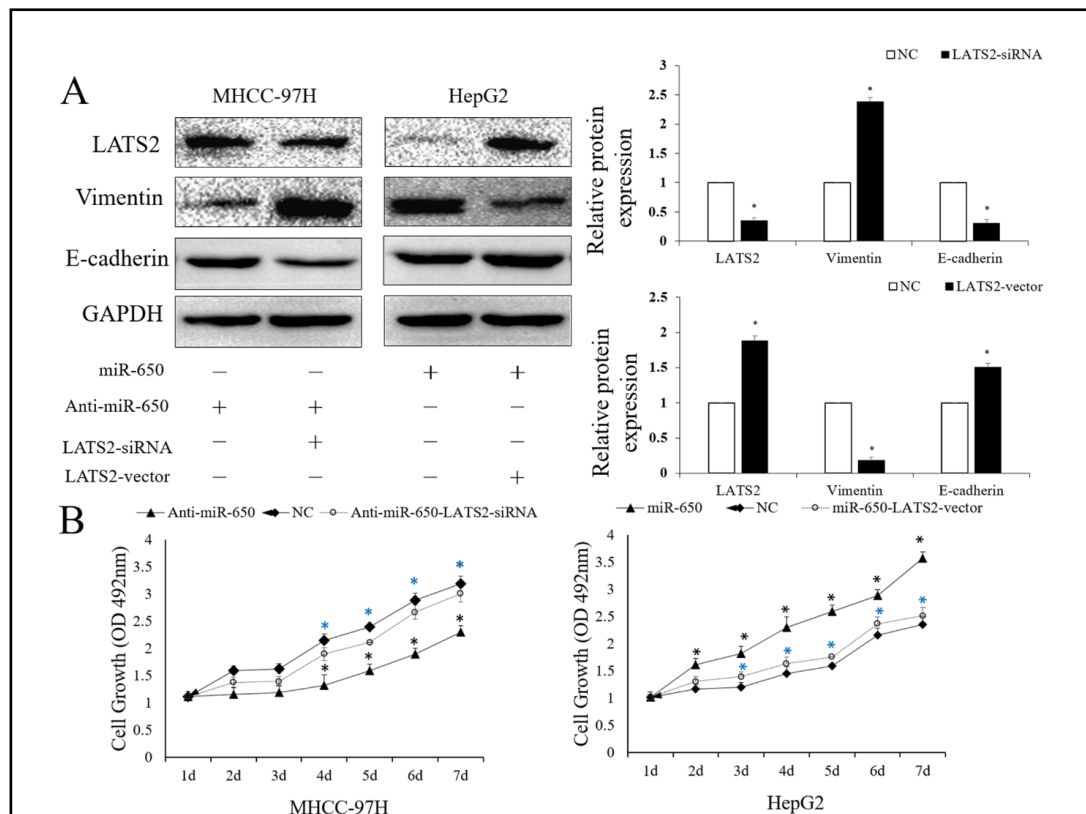 A
MHCC-97H
HepG2
LATS2
Vimentin
E-cadherin
GAPDH
miR-650 − − + +
Anti-miR-650 + + − −
LATS2-siRNA − + − −
LATS2-vector − − − +
NC LATS2-siRNA
Relative protein
expression
3
2.5
2
1.5
1
0.5
0
* * *
LATS2 Vimentin E-cadherin
NC LATS2-vector
Relative protein
expression
2.5
2
1.5
1
0.5
0
* * *
LATS2 Vimentin E-cadherin
B
Anti-miR-650 NC Anti-miR-650-LATS2-siRNA
Cell Growth (OD 492nm)
4
3.5
3
2.5
2
1.5
1
0.5
0
* * * *
* * * *
1d 2d 3d 4d 5d 6d 7d
MHCC-97H
miR-650 NC miR-650-LATS2-vector
Cell Growth (OD 492nm)
4
3.5
3
2.5
2
1.5
1
0.5
0
* * * * * *
* * * * *
1d 2d 3d 4d 5d 6d 7d
HepG2